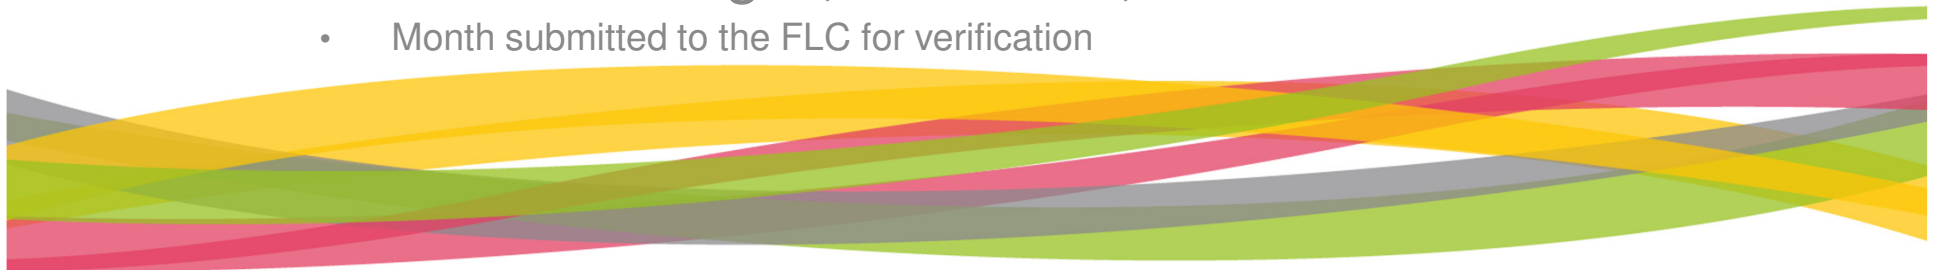 • Month submitted to the FLC for verification